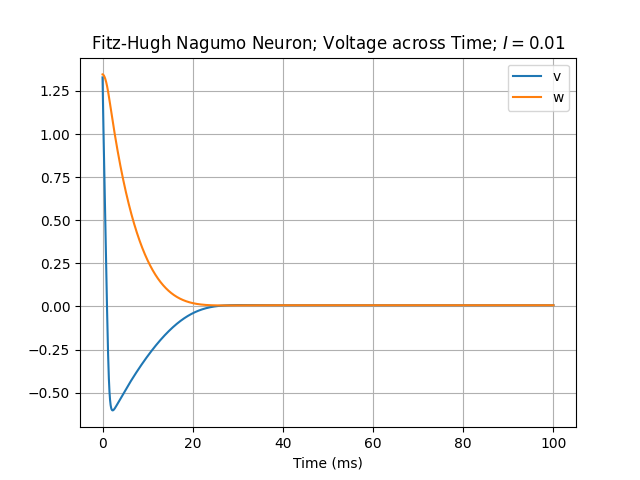 Fitz-Hugh Nagumo Neuron; Voltage across Time; I = 0.01
v
w
1.25
1.00
0.75
0.50
0.25
0.00
−0.25
−0.50
0 20 40 60 80 100
Time (ms)